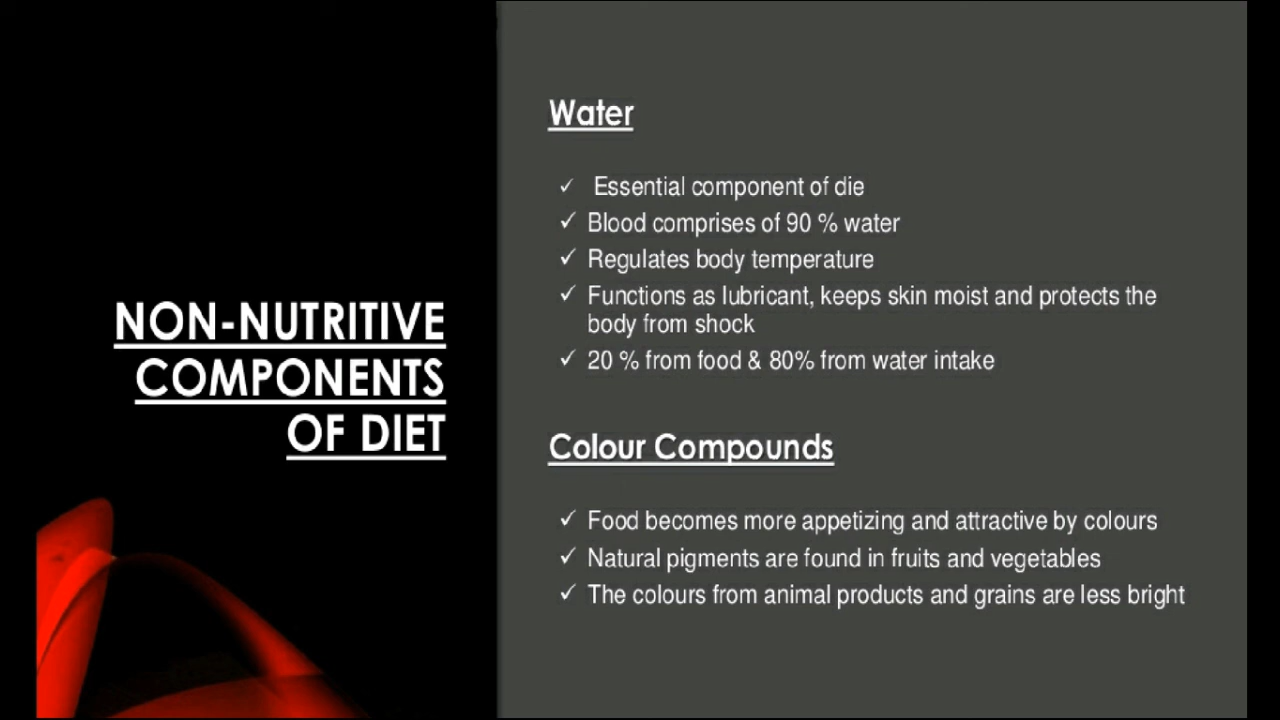 NON-NUTRITIVE
COMPONENTS
OF DIET
Water
✓ Essential component of die
✓ Blood comprises of 90 % water
✓ Regulates body temperature
✓ Functions as lubricant, keeps skin moist and protects the
body from shock
✓ 20 % from food & 80% from water intake
Colour Compounds
✓ Food becomes more appetizing and attractive by colours
✓ Natural pigments are found in fruits and vegetables
✓ The colours from animal products and grains are less bright